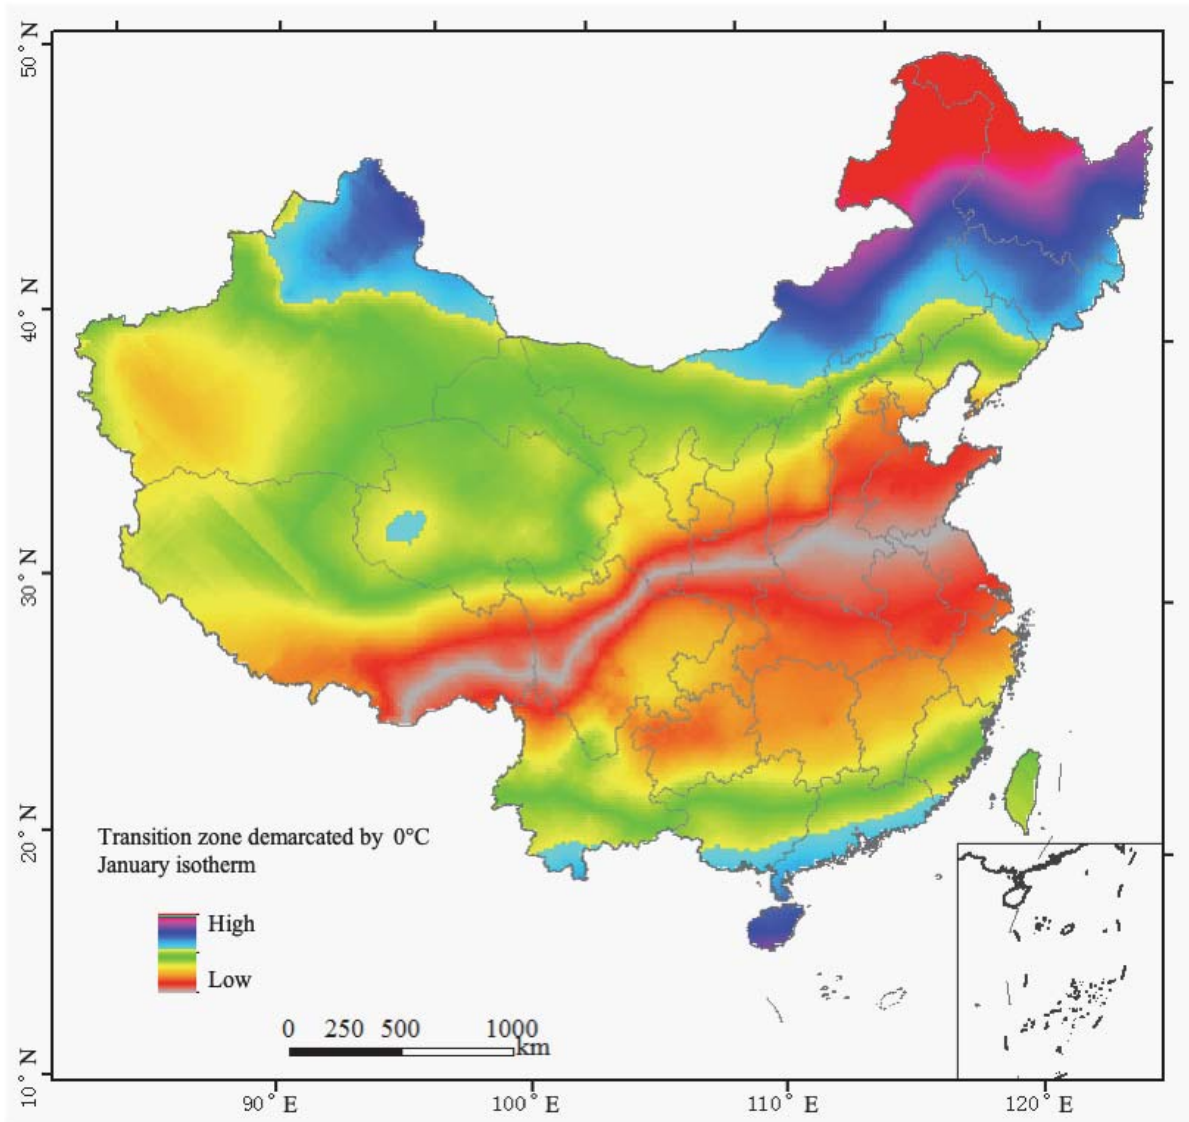 50° N
40° N
30° N
20° N
10° N
Transition zone demarcated by 0°C
January isotherm
High
Low
0 250 500 1000
km
90° E 100° E 110° E 120° E